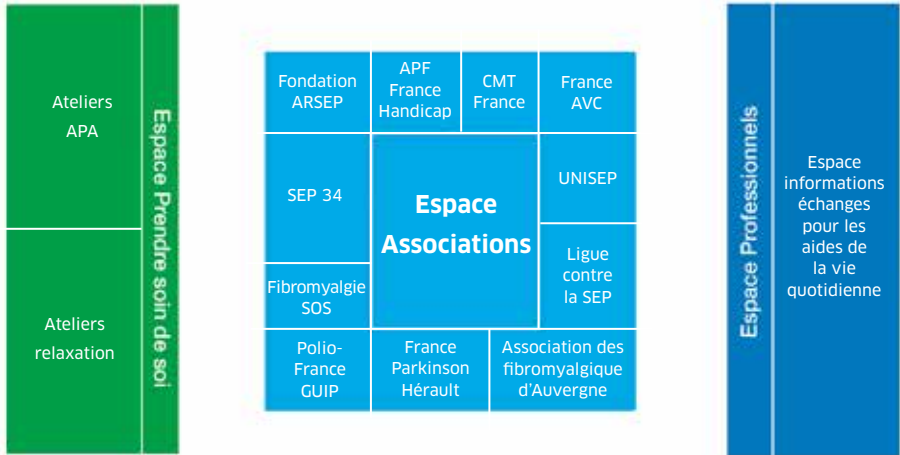 Ateliers
APA
Ateliers
relaxation
Espace Prendre soin de soi
Fondation
ARSEP
APF
France
Handicap
CMT
France
France
AVC
SEP 34
Espace
Associations
UNISEP
Fibromyalgie
SOS
Ligue
contre
la SEP
Polio-
France
GUIP
France
Parkinson
Hérault
Association des
fibromyalgique
d'Auvergne
Espace Professionnels
Espace
informations
échanges
pour les
aides de
la vie
quotidienne